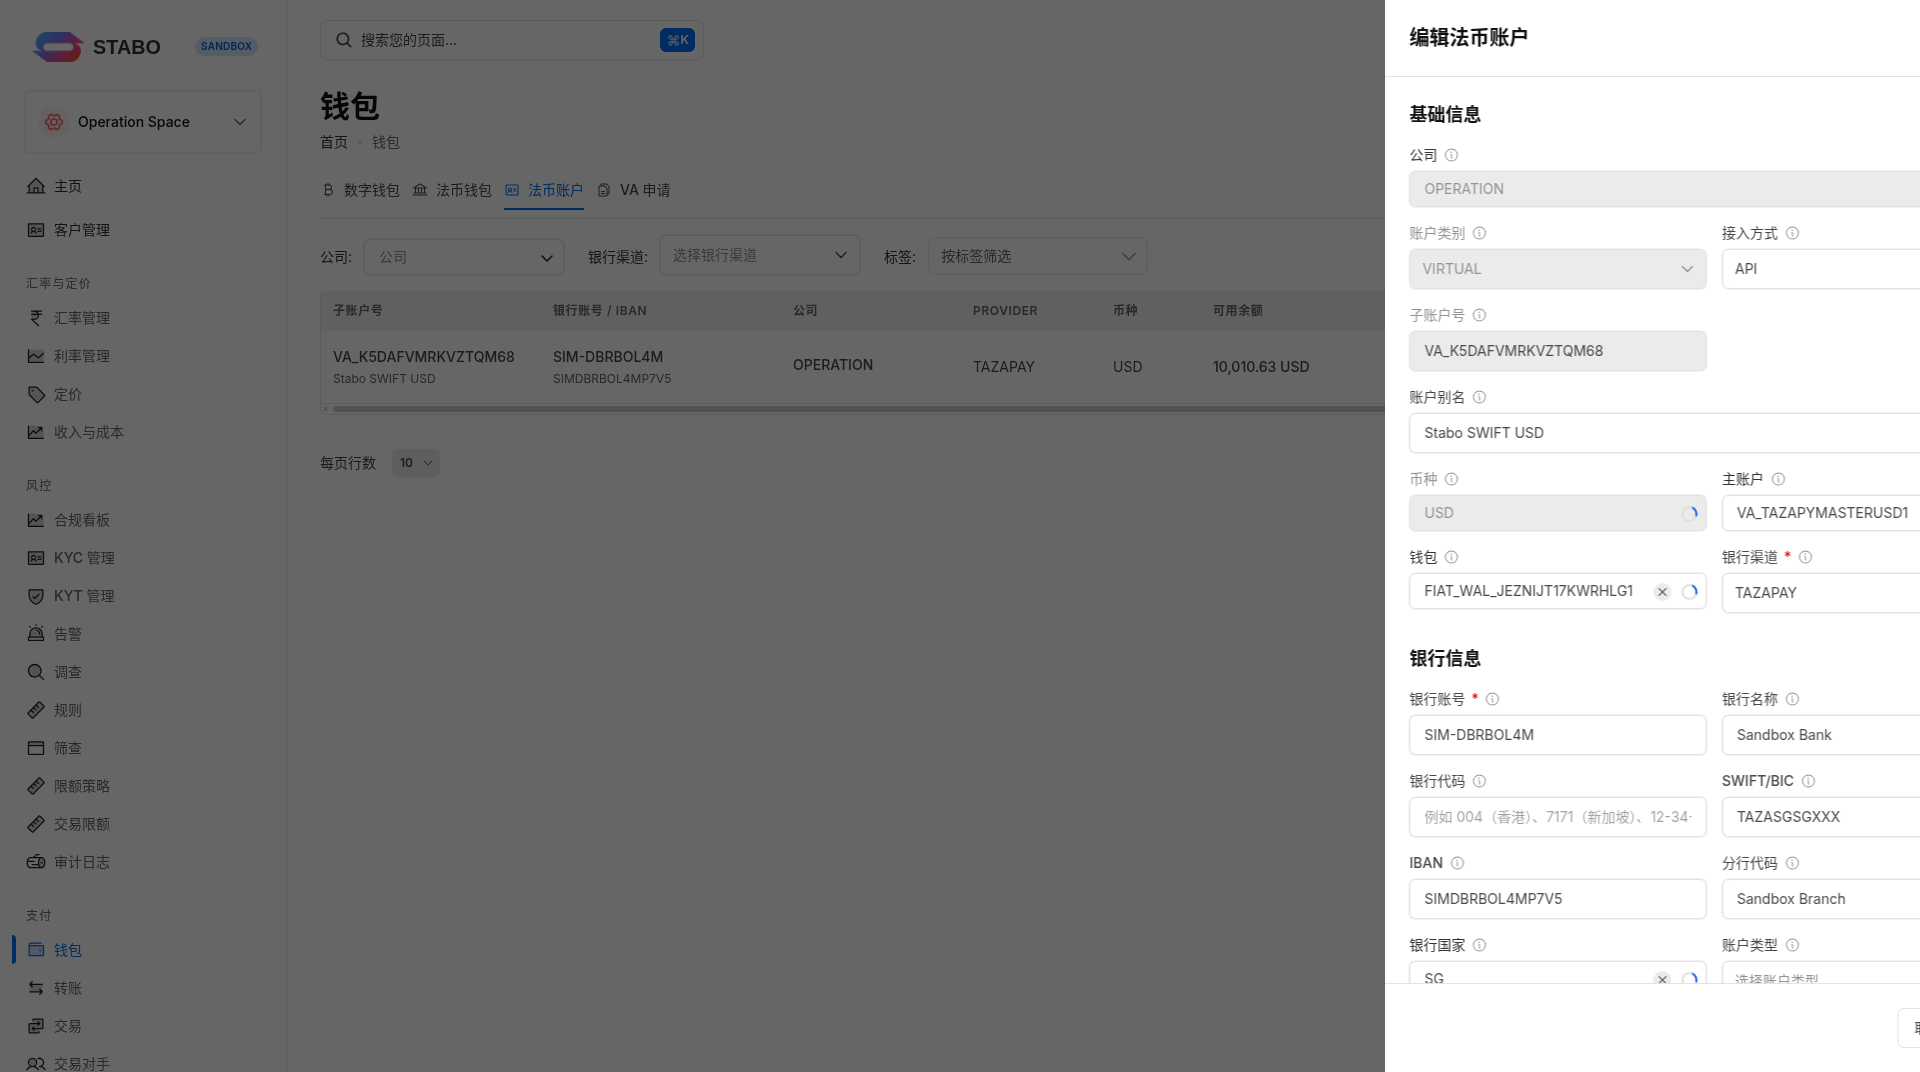 STABO
SANDBOX
Operation Space
主页
客户管理
汇率与定价
汇率管理
利率管理
定价
收入与成本
风控
合规看板
KYC 管理
KYT 管理
告警
调查
规则
筛查
限额策略
交易限额
审计日志
支付
钱包
转账
交易
交易对手
搜索您的页面...
⌘K
钱包
首页 • 钱包
数字钱包 法币钱包 法币账户 VA 申请
公司: 公司 银行渠道: 选择银行渠道 标签: 按标签筛选
子账户号 银行账号 / IBAN 公司 PROVIDER 币种 可用余额
VA_K5DAFVMRKVZTQM68 SIM-DBRBOL4M OPERATION TAZAPAY USD 10,010.63 USD
Stabo SWIFT USD SIMDBRBOL4MP7V5
每页行数 10
编辑法币账户
基础信息
公司
OPERATION
账户类别 接入方式
VIRTUAL API
子账户号
VA_K5DAFVMRKVZTQM68
账户别名
Stabo SWIFT USD
币种 主账户
USD VA_TAZAPYMASTERUSD1
钱包 银行渠道 *
FIAT_WAL_JEZNIJT17KWRHLG1 TAZAPAY
银行信息
银行账号 * 银行名称
SIM-DBRBOL4M Sandbox Bank
银行代码 SWIFT/BIC
例如 004（香港）、7171（新加坡）、12-34- TAZASGSGXXX
IBAN 分行代码
SIMDBRBOL4MP7V5 Sandbox Branch
银行国家 账户类型
SG 选择账户类型